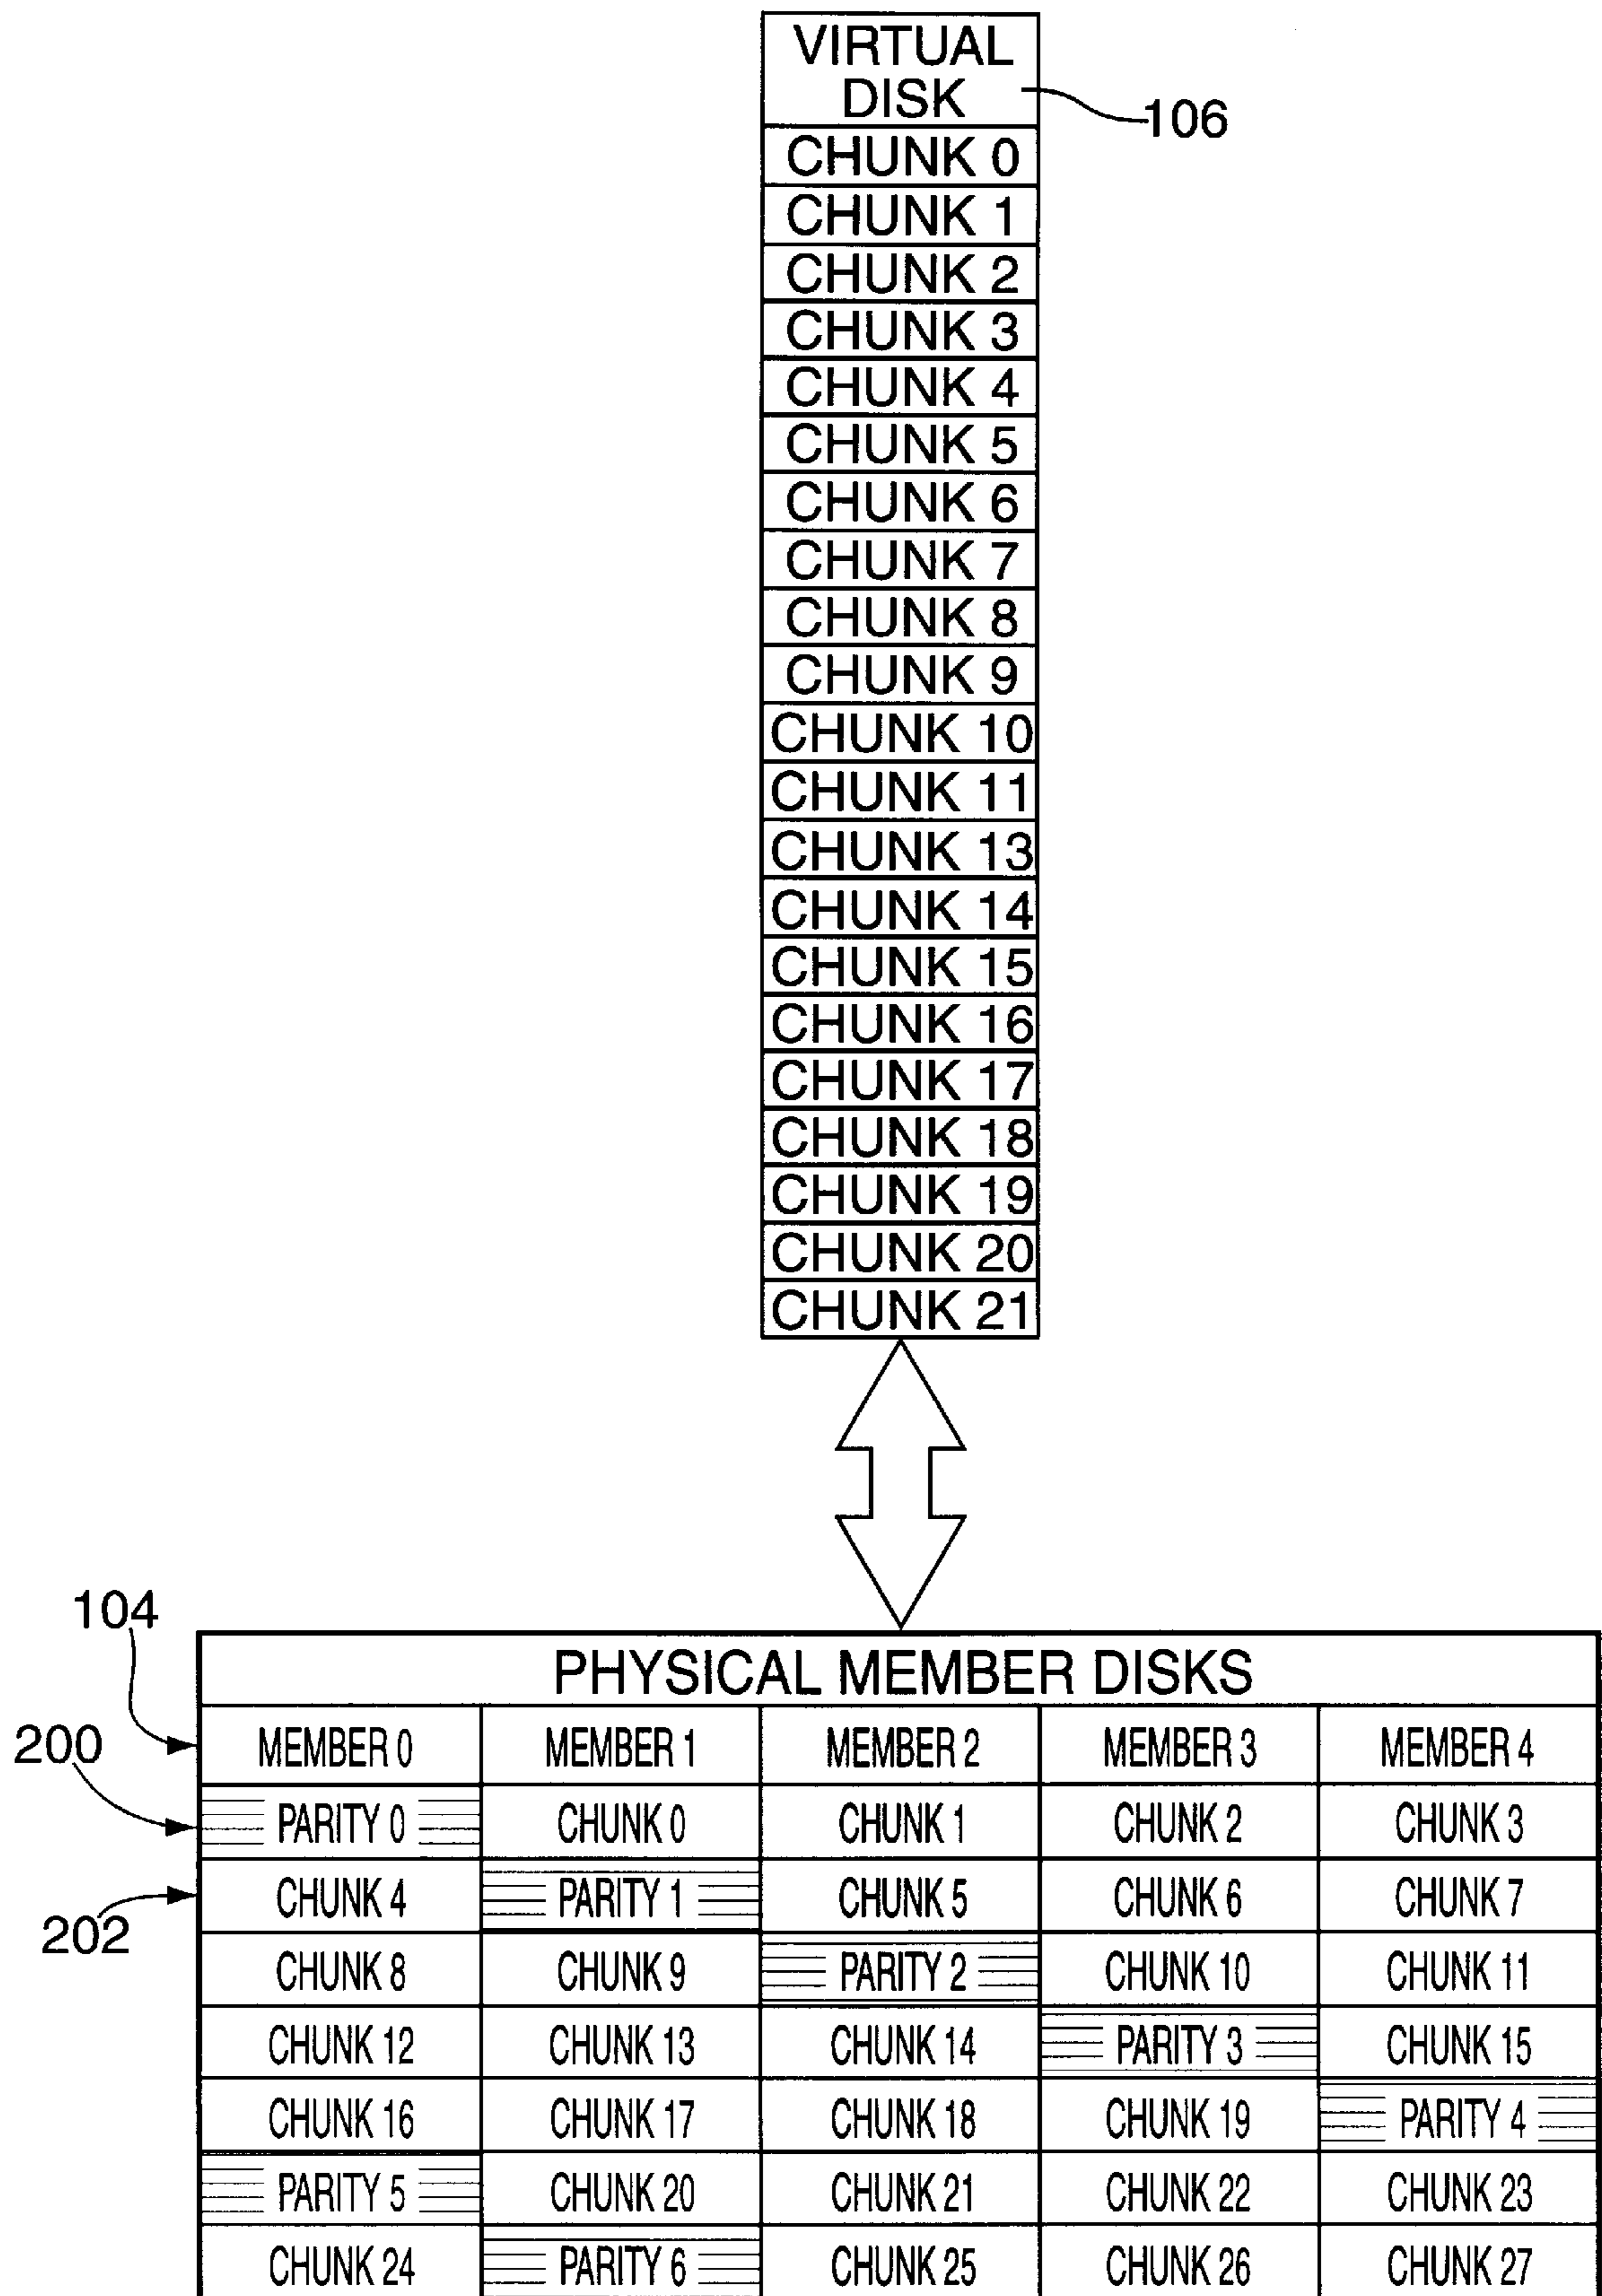 VIRTUAL
DISK
106
CHUNK 0
CHUNK 1
CHUNK 2
CHUNK 3
CHUNK 4
CHUNK 5
CHUNK 6
CHUNK 7
CHUNK 8
CHUNK 9
CHUNK 10
CHUNK 11
CHUNK 13
CHUNK 14
CHUNK 15
CHUNK 16
CHUNK 17
CHUNK 18
CHUNK 19
CHUNK 20
CHUNK 21
104
PHYSICAL MEMBER DISKS
200
MEMBER 0 MEMBER 1 MEMBER 2 MEMBER 3 MEMBER 4
PARITY 0 CHUNK 0 CHUNK 1 CHUNK 2 CHUNK 3
202
CHUNK 4 PARITY 1 CHUNK 5 CHUNK 6 CHUNK 7
CHUNK 8 CHUNK 9 PARITY 2 CHUNK 10 CHUNK 11
CHUNK 12 CHUNK 13 CHUNK 14 PARITY 3 CHUNK 15
CHUNK 16 CHUNK 17 CHUNK 18 CHUNK 19 PARITY 4
PARITY 5 CHUNK 20 CHUNK 21 CHUNK 22 CHUNK 23
CHUNK 24 PARITY 6 CHUNK 25 CHUNK 26 CHUNK 27